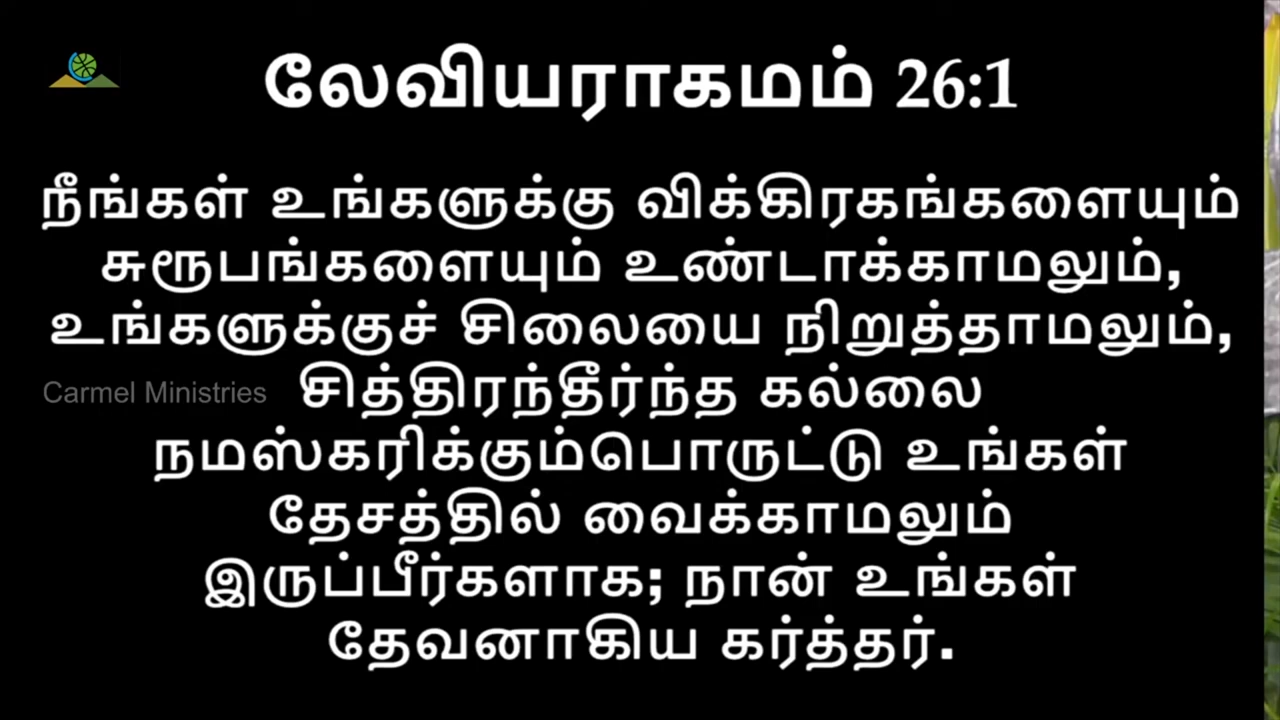 லேவியராகமம் 26:1
நீங்கள் உங்களுக்கு விக்கிரகங்களையும்
சுரூபங்களையும் உண்டாக்காமலும்,
உங்களுக்குச் சிலையை நிறுத்தாமலும்,
Carmel Ministries
சித்திரந்தீர்ந்த கல்லை
நமஸ்கரிக்கும்பொருட்டு உங்கள்
தேசத்தில் வைக்காமலும்
இருப்பீர்களாக; நான் உங்கள்
தேவனாகிய கர்த்தர்.